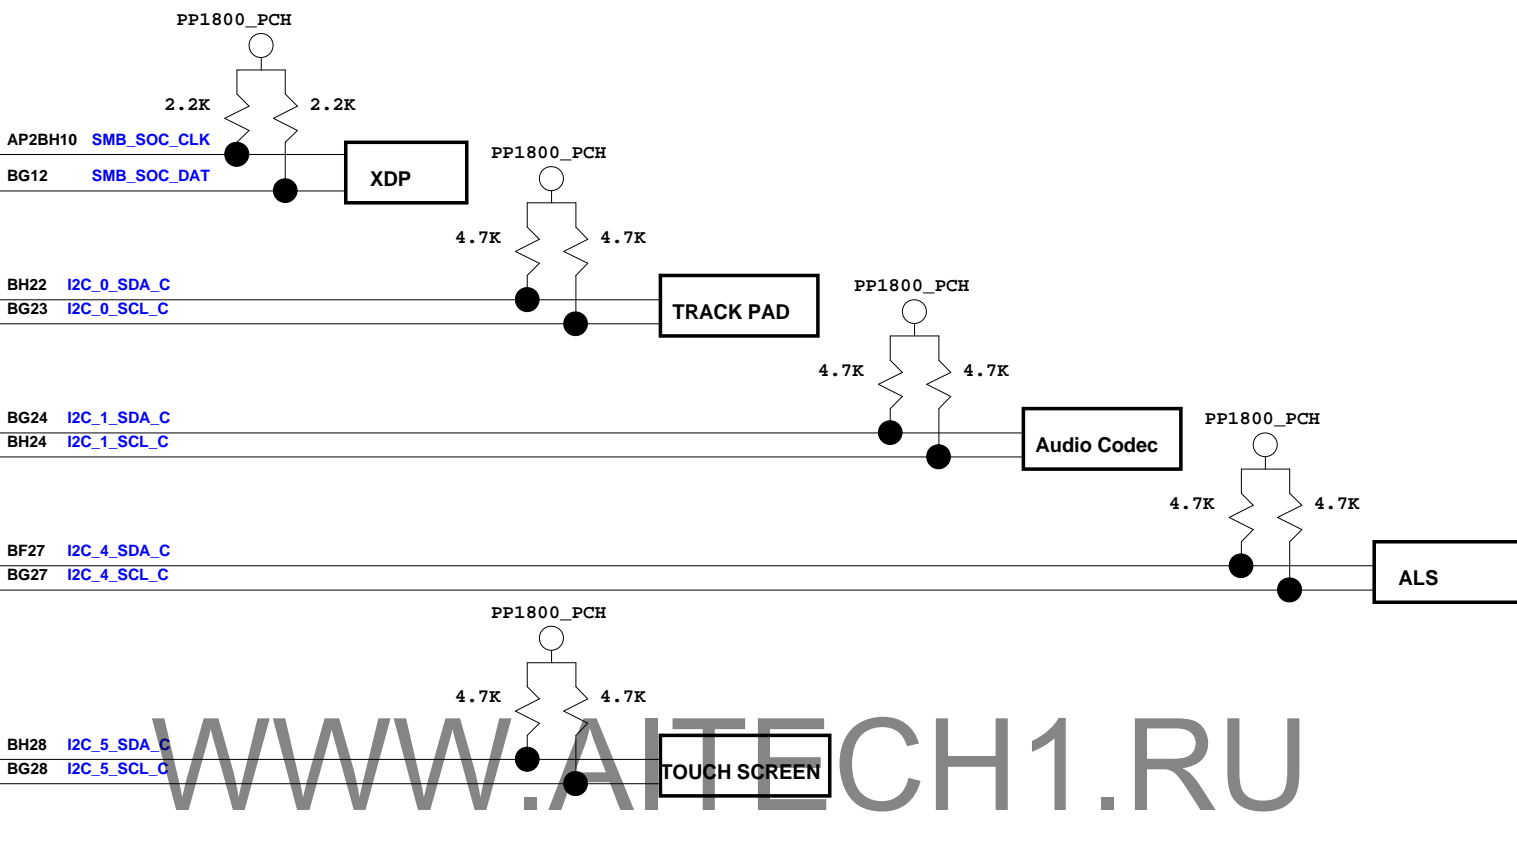 PP1800_PCH
2.2K 2.2K
AP2BH10 SMB_SOC_CLK
BG12 SMB_SOC_DAT
XDP
PP1800_PCH
4.7K 4.7K
BH22 I2C_0_SDA_C
BG23 I2C_0_SCL_C
TRACK PAD
PP1800_PCH
4.7K 4.7K
BG24 I2C_1_SDA_C
BH24 I2C_1_SCL_C
Audio Codec
PP1800_PCH
4.7K 4.7K
BF27 I2C_4_SDA_C
BG27 I2C_4_SCL_C
ALS
PP1800_PCH
4.7K 4.7K
BH28 I2C_5_SDA_C
BG28 I2C_5_SCL_C
TOUCH SCREEN
WWW.AITECH1.RU